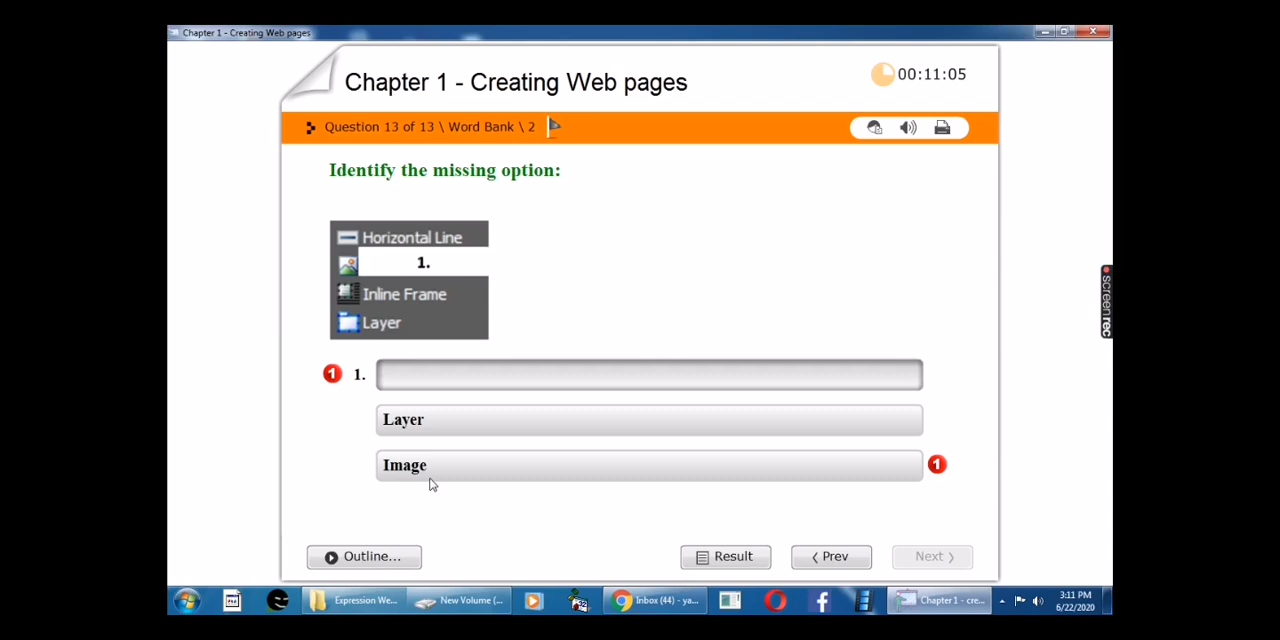 Chapter 1 - Creating Web pages
Chapter 1 - Creating Web pages
00:11:05
Question 13 of 13 \ Word Bank \ 2
Identify the missing option:
Horizontal Line
1.
Inline Frame
Layer
1 1.
Layer
Image 1
screenrec
Outline...
Result
Prev
Next
Expression We...
New Volume (...
Inbox (44) - ya...
Chapter 1 - cre...
3:11 PM
6/22/2020